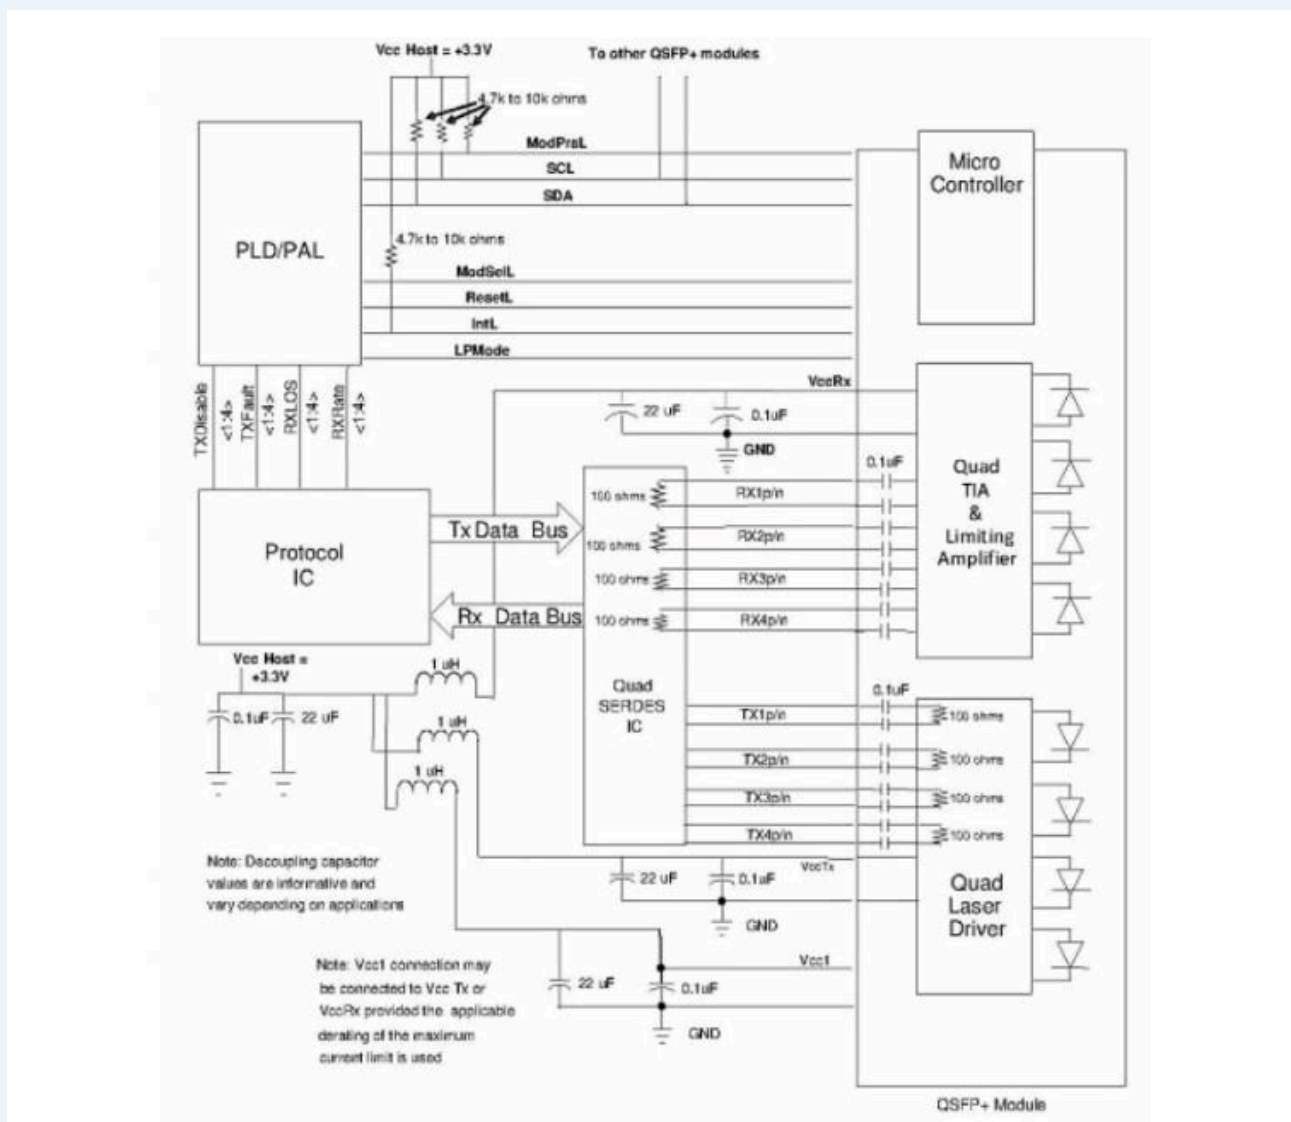 Vcc Host = +3.3V
To other QSFP+ modules
4.7k to 10k ohms
ModPrsL
SCL
SDA
Micro
Controller
PLD/PAL
4.7k to 10k ohms
ModSelL
ResetL
IntL
LPMode
TXDisable
<1:4>
TXFault
<1:4>
RXLOS
<1:4>
RXRate
<1:4>
VccRx
22 uF
0.1uF
GND
0.1uF
Quad
TIA
&
Limiting
Amplifier
100 ohms
RX1p/n
100 ohms
RX2p/n
100 ohms
RX3p/n
100 ohms
RX4p/n
Tx Data Bus
Protocol
IC
Rx Data Bus
Vcc Host =
+3.3V
1 uH
0.1uF
22 uF
1 uH
1 uH
Quad
SERDES
IC
0.1uF
TX1p/n
100 ohms
TX2p/n
100 ohms
TX3p/n
100 ohms
TX4p/n
100 ohms
Note: Decoupling capacitor
values are informative and
vary depending on applications
VccTx
22 uF
0.1uF
GND
Quad
Laser
Driver
Note: Vcc1 connection may
be connected to Vcc Tx or
VccRx provided the applicable
derating of the maximum
current limit is used
Vcc1
22 uF
0.1uF
GND
QSFP+ Module